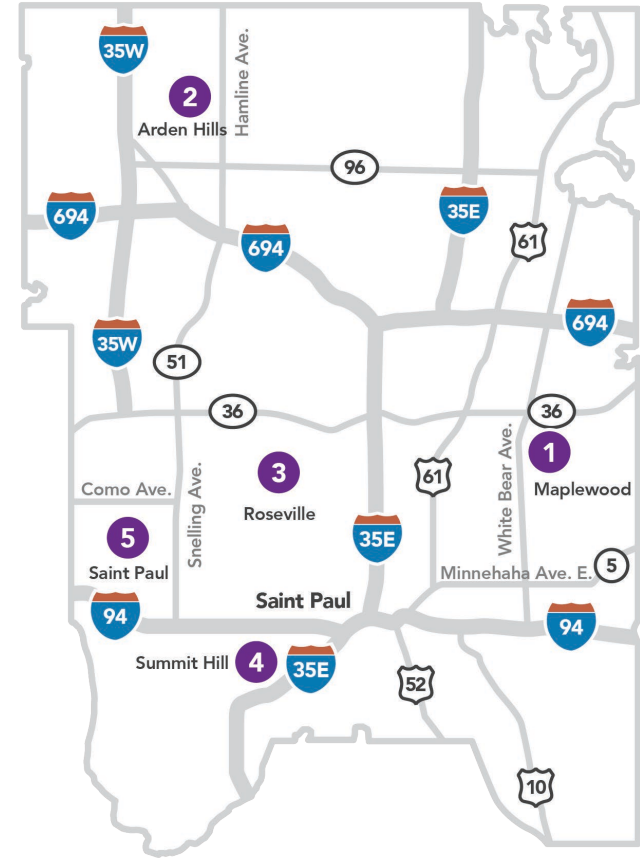 35W
2
Arden Hills
Hamline Ave.
96
694
35E
61
694
694
35W
51
36
36
1
White Bear Ave.
Maplewood
3
61
Como Ave.
Snelling Ave.
Roseville
5
35E
Saint Paul
5
Minnehaha Ave. E.
Saint Paul
94
94
Summit Hill
4
35E
52
10